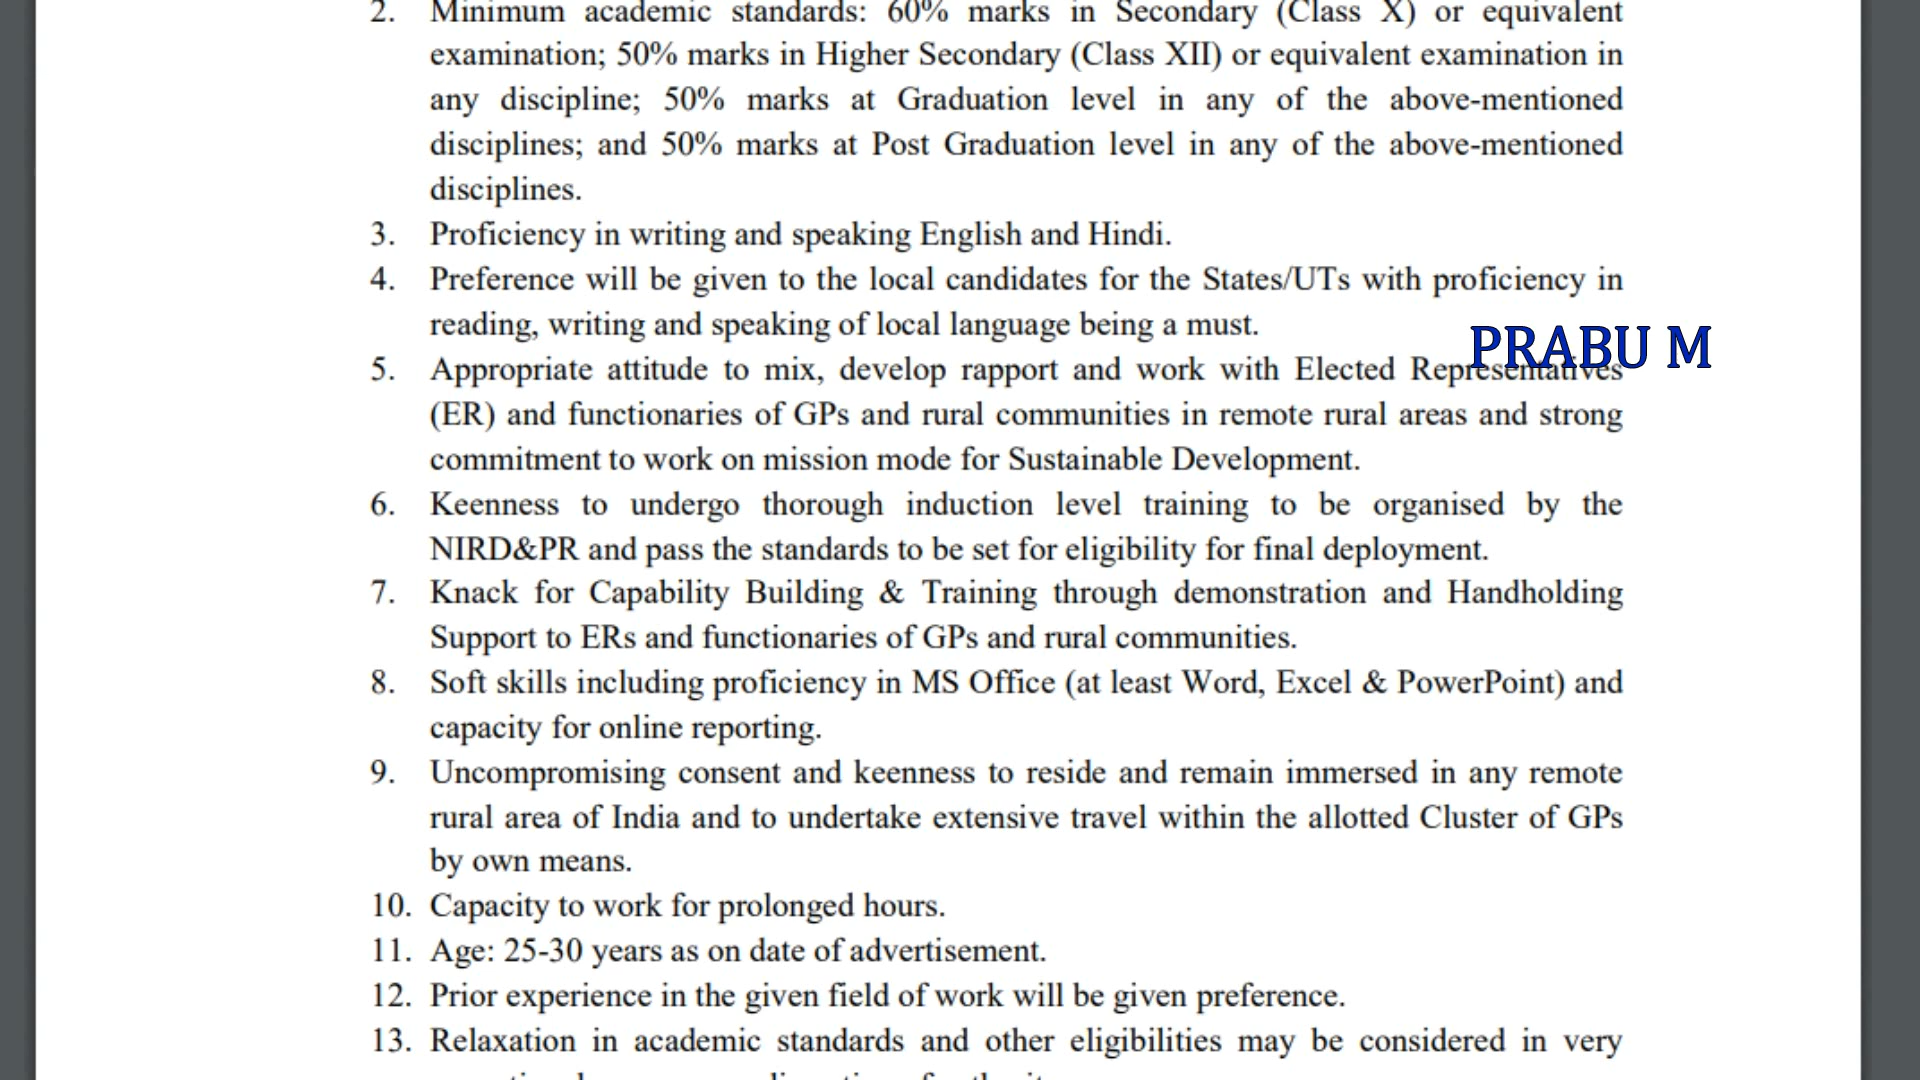 2. Minimum academic standards: 60% marks in Secondary (Class X) or equivalent
examination; 50% marks in Higher Secondary (Class XII) or equivalent examination in
any discipline; 50% marks at Graduation level in any of the above-mentioned
disciplines; and 50% marks at Post Graduation level in any of the above-mentioned
disciplines.
3. Proficiency in writing and speaking English and Hindi.
4. Preference will be given to the local candidates for the States/UTs with proficiency in
reading, writing and speaking of local language being a must.
PRABU M
5. Appropriate attitude to mix, develop rapport and work with Elected Representatives
(ER) and functionaries of GPs and rural communities in remote rural areas and strong
commitment to work on mission mode for Sustainable Development.
6. Keenness to undergo thorough induction level training to be organised by the
NIRD&PR and pass the standards to be set for eligibility for final deployment.
7. Knack for Capability Building & Training through demonstration and Handholding
Support to ERs and functionaries of GPs and rural communities.
8. Soft skills including proficiency in MS Office (at least Word, Excel & PowerPoint) and
capacity for online reporting.
9. Uncompromising consent and keenness to reside and remain immersed in any remote
rural area of India and to undertake extensive travel within the allotted Cluster of GPs
by own means.
10. Capacity to work for prolonged hours.
11. Age: 25-30 years as on date of advertisement.
12. Prior experience in the given field of work will be given preference.
13. Relaxation in academic standards and other eligibilities may be considered in very